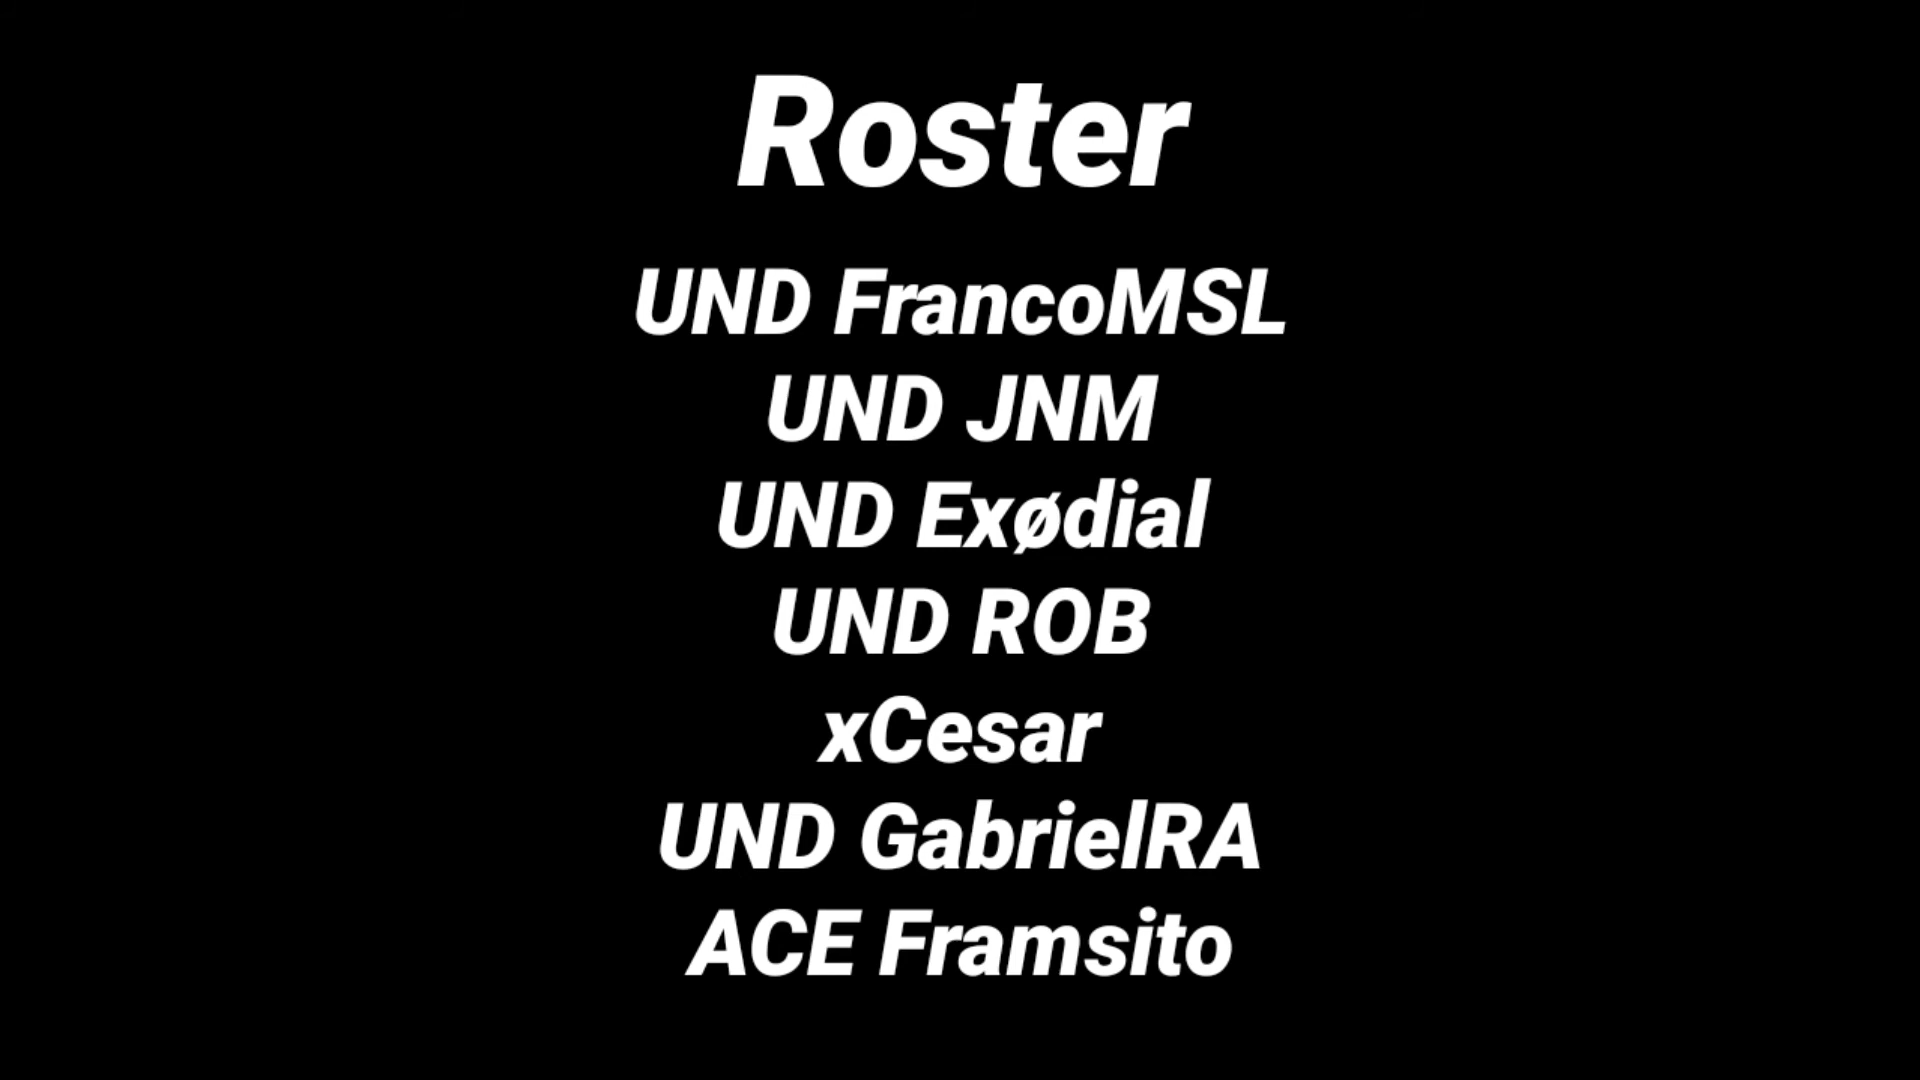 Roster
UND FrancoMSL
UND JNM
UND Exødial
UND ROB
xCesar
UND GabrielRA
ACE Framsito